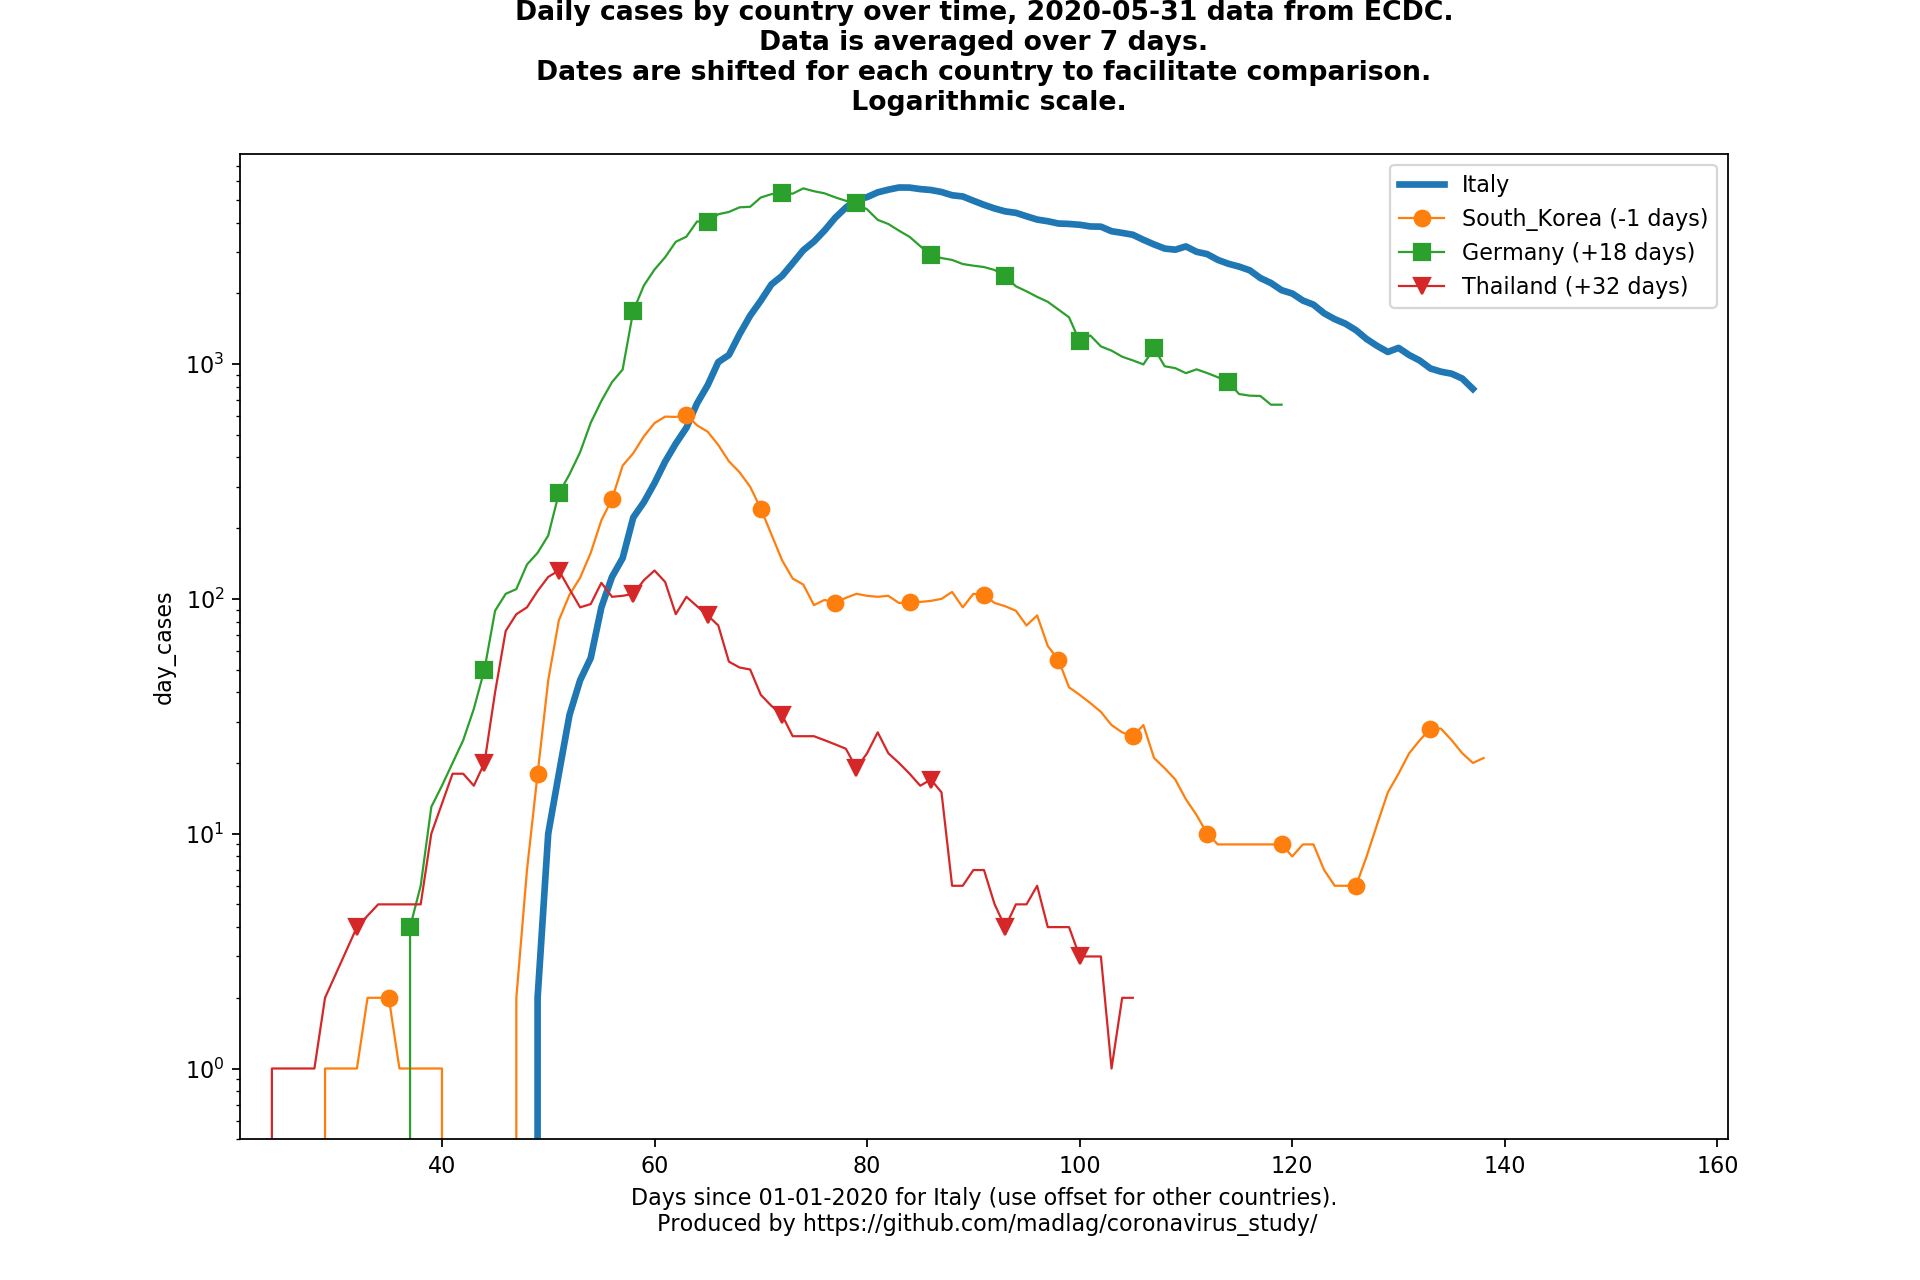 Daily cases by country over time, 2020-05-31 data from ECDC.
Data is averaged over 7 days.
Dates are shifted for each country to facilitate comparison.
Logarithmic scale.
Italy
South_Korea (-1 days)
Germany (+18 days)
Thailand (+32 days)
day_cases
10³
10²
10¹
10⁰
40 60 80 100 120 140 160
Days since 01-01-2020 for Italy (use offset for other countries).
Produced by https://github.com/madlag/coronavirus_study/